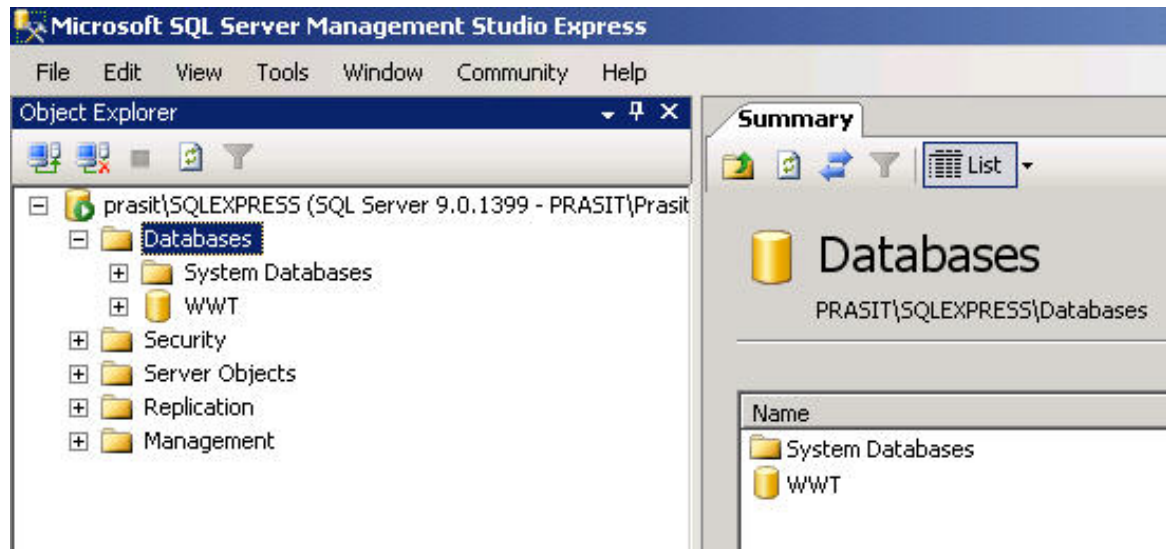 Microsoft SQL Server Management Studio Express
File Edit View Tools Window Community Help
Object Explorer
prasit\SQLEXPRESS (SQL Server 9.0.1399 - PRASIT\Prasit
Databases
System Databases
WWT
Security
Server Objects
Replication
Management
Summary
List
Databases
PRASIT\SQLEXPRESS\Databases
Name
System Databases
WWT